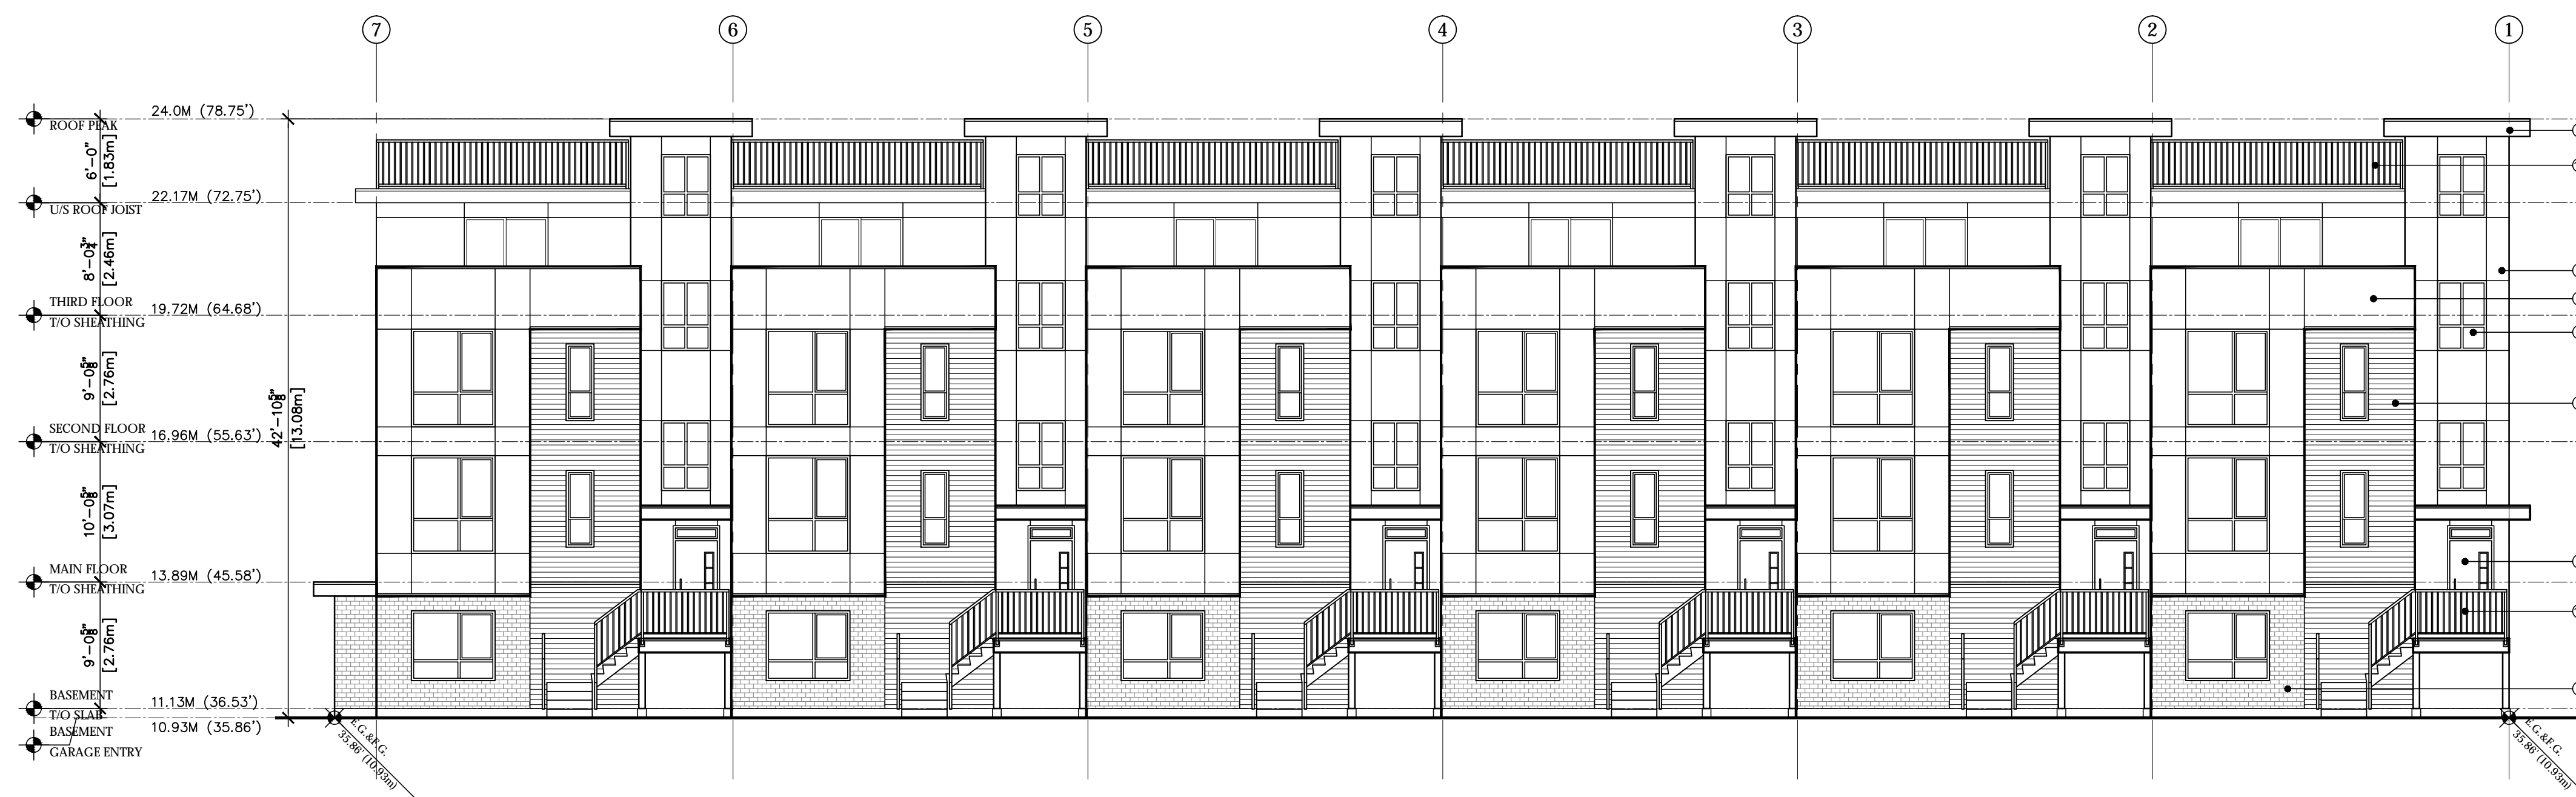 7 6 5 4 3 2 1
24.0M (78.75')
ROOF PEAK
6'-0"
[1.83m]
22.17M (72.75')
U/S ROOF JOIST
8'-0¾"
[2.46m]
THIRD FLOOR
19.72M (64.68')
T/O SHEATHING
9'-0⅝"
[2.76m]
42'-10⅝"
[13.08m]
SECOND FLOOR
16.96M (55.63')
T/O SHEATHING
10'-0⅝"
[3.07m]
MAIN FLOOR
13.89M (45.58')
T/O SHEATHING
9'-0⅝"
[2.76m]
BASEMENT
11.13M (36.53')
T/O SLAB
10.93M (35.86')
BASEMENT
GARAGE ENTRY
E.G.&F.G.
35.86' (10.93m)
E.G.&F.G.
35.86' (10.93m)